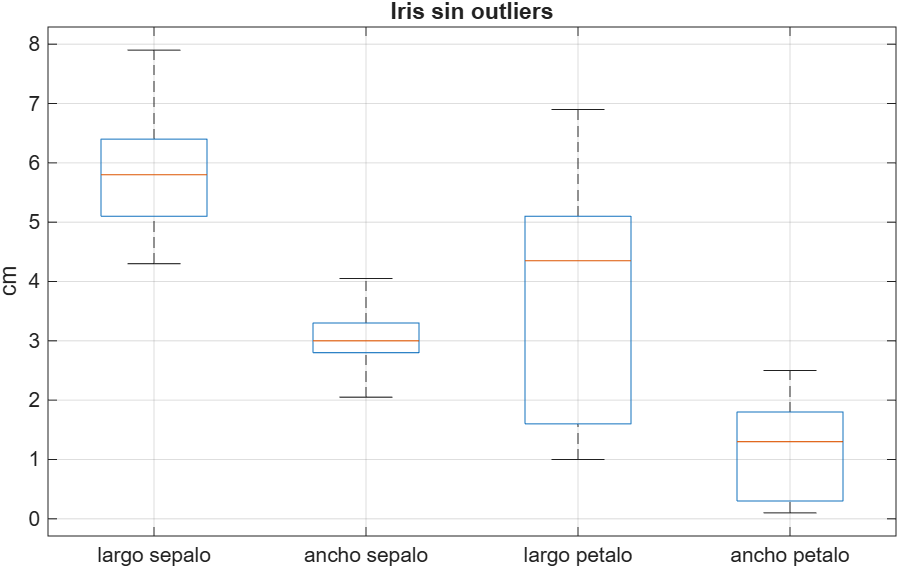 Iris sin outliers
8
7
6
5
4
3
2
1
0
cm
largo sepalo
ancho sepalo
largo petalo
ancho petalo